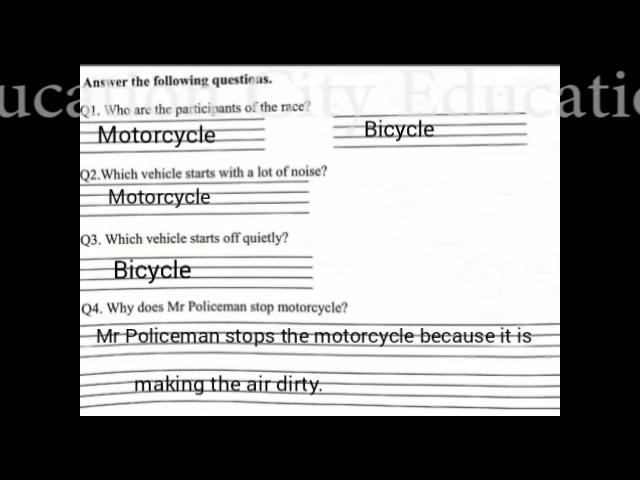 Answer the following questions.
ucation City Educatio
Q1. Who are the participants of the race?
Motorcycle Bicycle
Q2.Which vehicle starts with a lot of noise?
Motorcycle
Q3. Which vehicle starts off quietly?
Bicycle
Q4. Why does Mr Policeman stop motorcycle?
Mr Policeman stops the motorcycle because it is
making the air dirty.